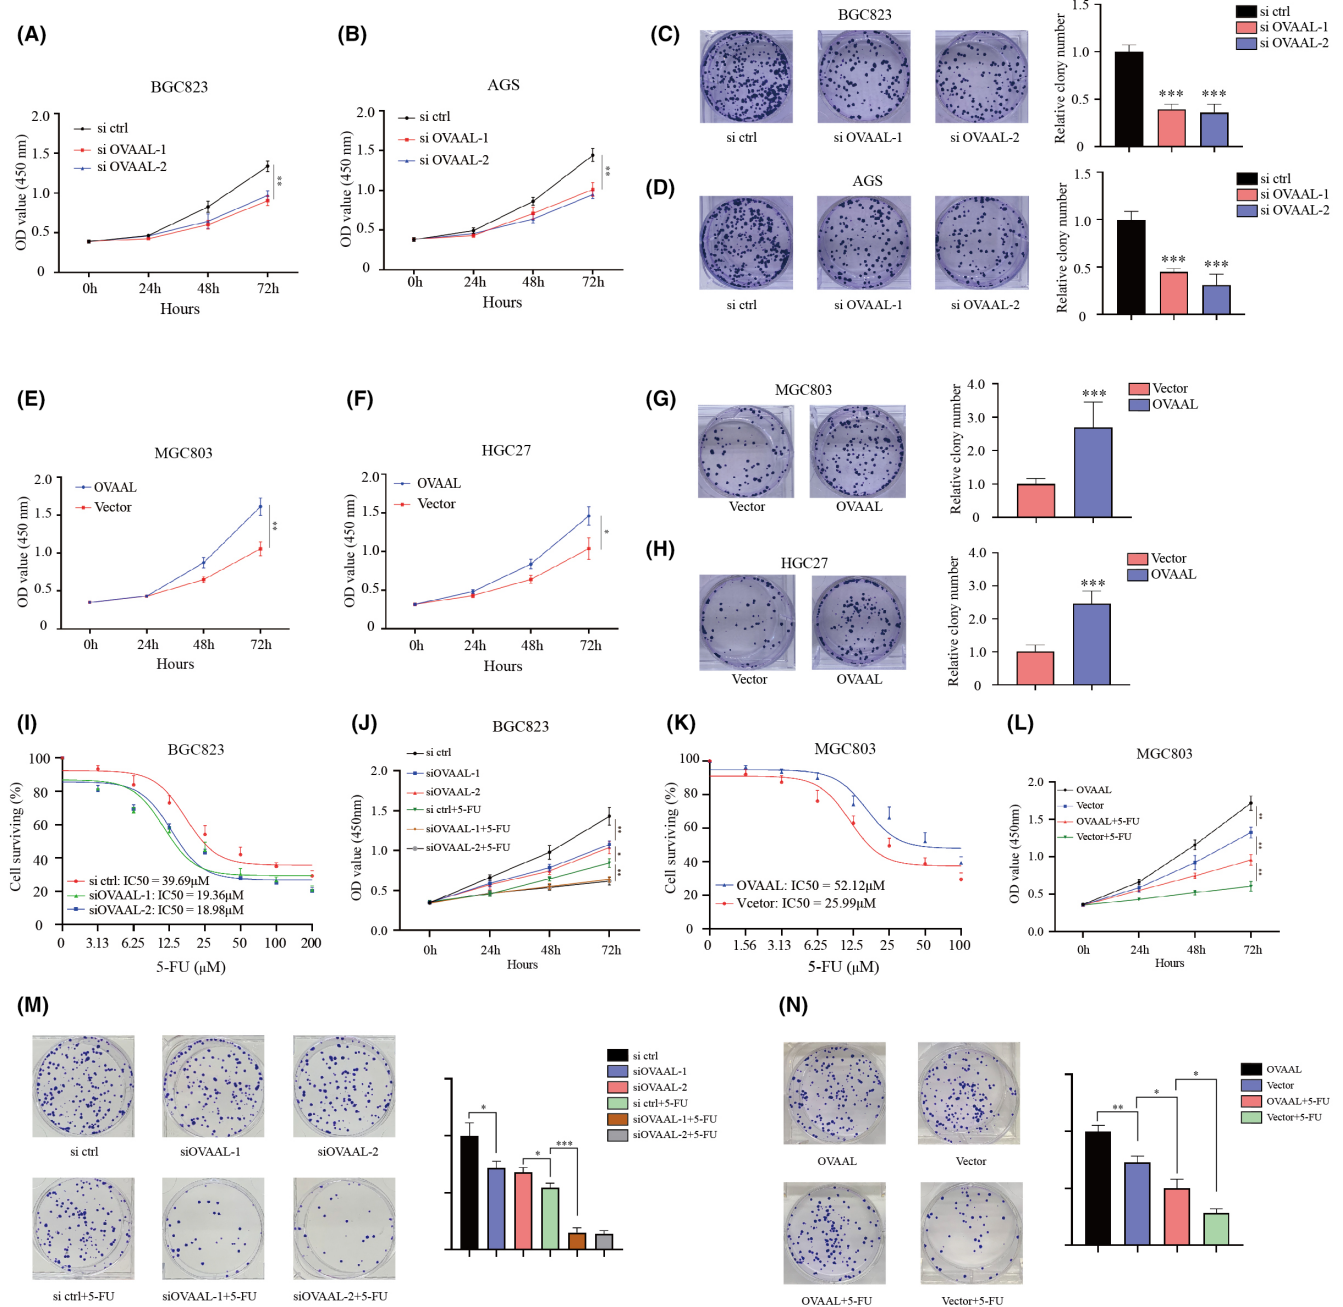 (A)
BGC823
OD value (450 nm)
2.0
1.5
1.0
0.5
0
si ctrl
si OVAAL-1
si OVAAL-2
**
0h 24h 48h 72h
Hours
(B)
AGS
OD value (450 nm)
2.0
1.5
1.0
0.5
0
si ctrl
si OVAAL-1
si OVAAL-2
**
0h 24h 48h 72h
Hours
(C)
BGC823
si ctrl si OVAAL-1 si OVAAL-2
Relative clony number
1.5
1.0
0.5
0
*** ***
si ctrl
si OVAAL-1
si OVAAL-2
(D)
AGS
si ctrl si OVAAL-1 si OVAAL-2
Relative clony number
1.5
1.0
0.5
0
*** ***
si ctrl
si OVAAL-1
si OVAAL-2
(E)
MGC803
OD value (450 nm)
2.0
1.5
1.0
0.5
0
OVAAL
Vector
**
0h 24h 48h 72h
Hours
(F)
HGC27
OD value (450 nm)
2.0
1.5
1.0
0.5
0
OVAAL
Vector
*
0h 24h 48h 72h
Hours
(G)
MGC803
Vector OVAAL
Relative clony number
4.0
3.0
2.0
1.0
0
***
Vector
OVAAL
(H)
HGC27
Vector OVAAL
Relative clony number
4.0
3.0
2.0
1.0
0
***
Vector
OVAAL
(I)
BGC823
Cell surviving (%)
100
80
60
40
20
0
si ctrl: IC50 = 39.69μM
siOVAAL-1: IC50 = 19.36μM
siOVAAL-2: IC50 = 18.98μM
0 3.13 6.25 12.5 25 50 100 200
5-FU (μM)
(J)
BGC823
si ctrl
siOVAAL-1
siOVAAL-2
si ctrl+5-FU
siOVAAL-1+5-FU
siOVAAL-2+5-FU
OD value (450nm)
2.0
1.5
1.0
0.5
0.0
**
*
**
0h 24h 48h 72h
Hours
(K)
MGC803
Cell surviving (%)
100
80
60
40
20
0
OVAAL: IC50 = 52.12μM
Vcetor: IC50 = 25.99μM
0 1.56 3.13 6.25 12.5 25 50 100
5-FU (μM)
(L)
MGC803
OD value (450nm)
2.0
1.5
1.0
0.5
0.0
OVAAL
Vector
OVAAL+5-FU
Vector+5-FU
**
**
**
0h 24h 48h 72h
Hours
(M)
si ctrl siOVAAL-1 siOVAAL-2
si ctrl+5-FU siOVAAL-1+5-FU siOVAAL-2+5-FU
* * ***
si ctrl
siOVAAL-1
siOVAAL-2
si ctrl+5-FU
siOVAAL-1+5-FU
siOVAAL-2+5-FU
(N)
OVAAL Vector
OVAAL+5-FU Vector+5-FU
** * *
OVAAL
Vector
OVAAL+5-FU
Vector+5-FU